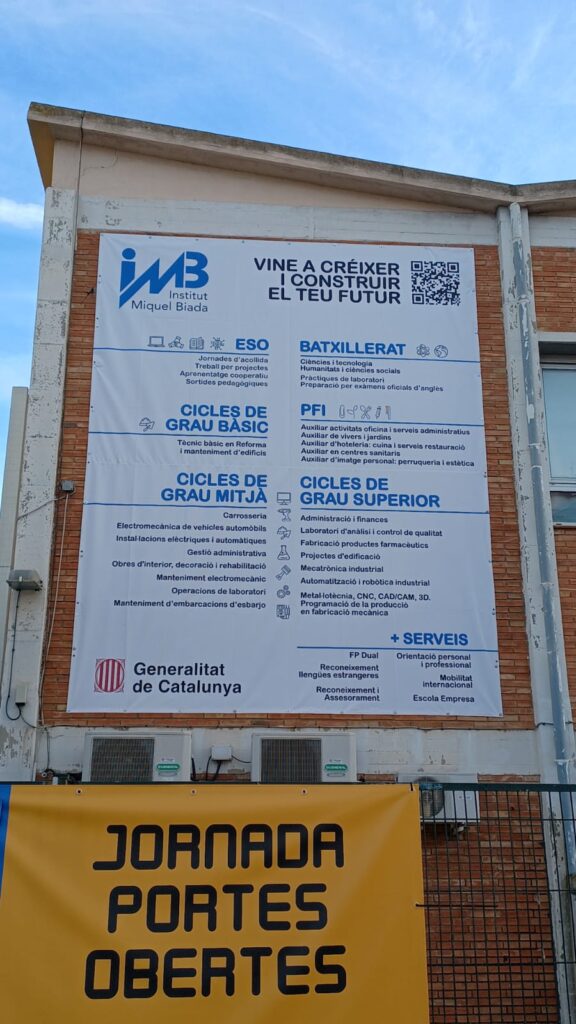 imb
Institut
Miquel Biada
VINE A CRÉIXER
I CONSTRUIR
EL TEU FUTUR
ESO
Jornades d'acollida
Treball per projectes
Aprenentatge cooperatiu
Sortides pedagògiques
BATXILLERAT
Ciències i tecnologia
Humanitats i ciències socials
Pràctiques de laboratori
Preparació per exàmens oficials d'anglès
CICLES DE
GRAU BÀSIC
Tècnic bàsic en Reforma
i manteniment d'edificis
PFI
Auxiliar activitats oficina i serveis administratius
Auxiliar de vivers i jardins
Auxiliar d'hoteleria: cuina i serveis restauració
Auxiliar en centres sanitaris
Auxiliar d'imatge personal: perruqueria i estètica
CICLES DE
GRAU MITJÀ
Carrosseria
Electromecànica de vehicles automòbils
Instal·lacions elèctriques i automàtiques
Gestió administrativa
Obres d'interior, decoració i rehabilitació
Manteniment electromecànic
Operacions de laboratori
Manteniment d'embarcacions d'esbarjo
CICLES DE
GRAU SUPERIOR
Administració i finances
Laboratori d'anàlisi i control de qualitat
Fabricació productes farmacèutics
Projectes d'edificació
Mecatrònica industrial
Automatització i robòtica industrial
Metal·lotècnia, CNC, CAD/CAM, 3D.
Programació de la producció
en fabricació mecànica
+ SERVEIS
FP Dual
Reconeixement
llengües estrangeres
Reconeixement i
Assesorament
Orientació personal
i professional
Mobilitat
internacional
Escola Empresa
Generalitat
de Catalunya
JORNADA
PORTES
OBERTES